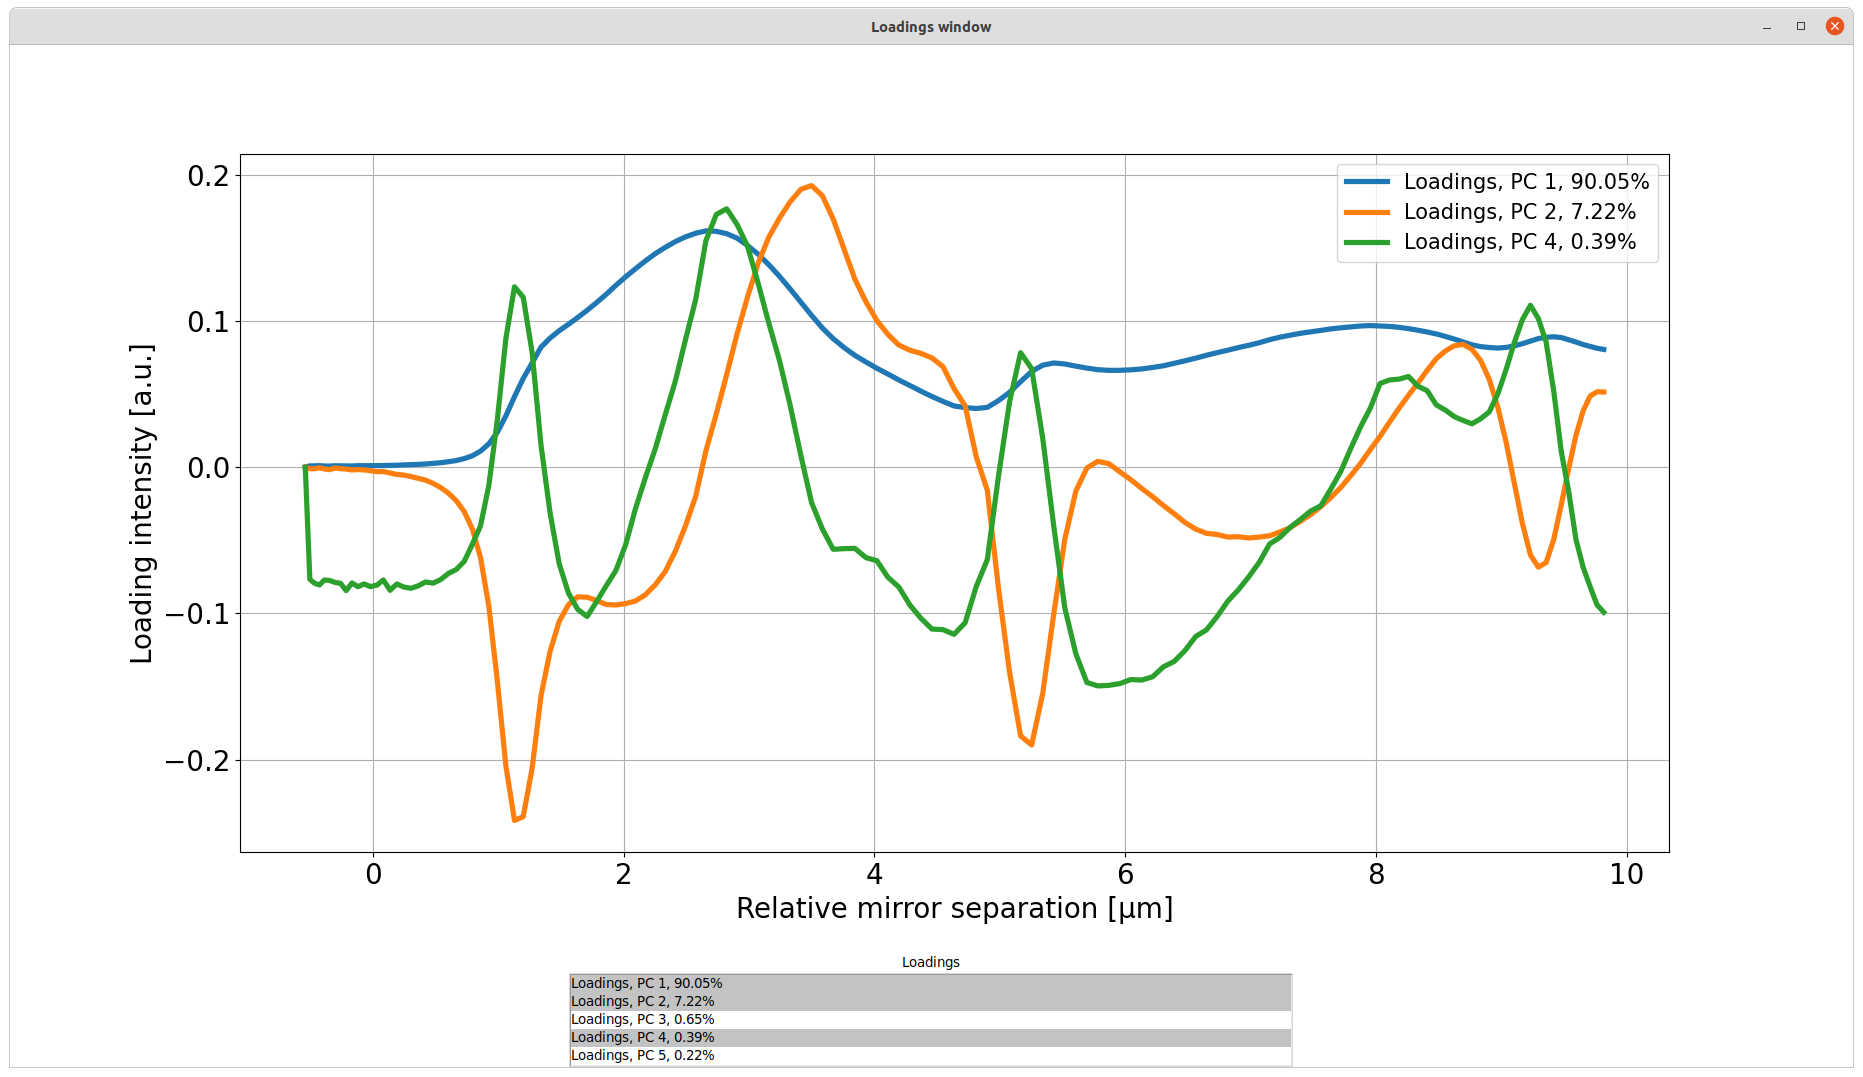 Loadings window
Loadings, PC 1, 90.05%
Loadings, PC 2, 7.22%
Loadings, PC 4, 0.39%
0.2
0.1
0.0
−0.1
−0.2
Loading intensity [a.u.]
0 2 4 6 8 10
Relative mirror separation [µm]
Loadings
Loadings, PC 1, 90.05%
Loadings, PC 2, 7.22%
Loadings, PC 3, 0.65%
Loadings, PC 4, 0.39%
Loadings, PC 5, 0.22%